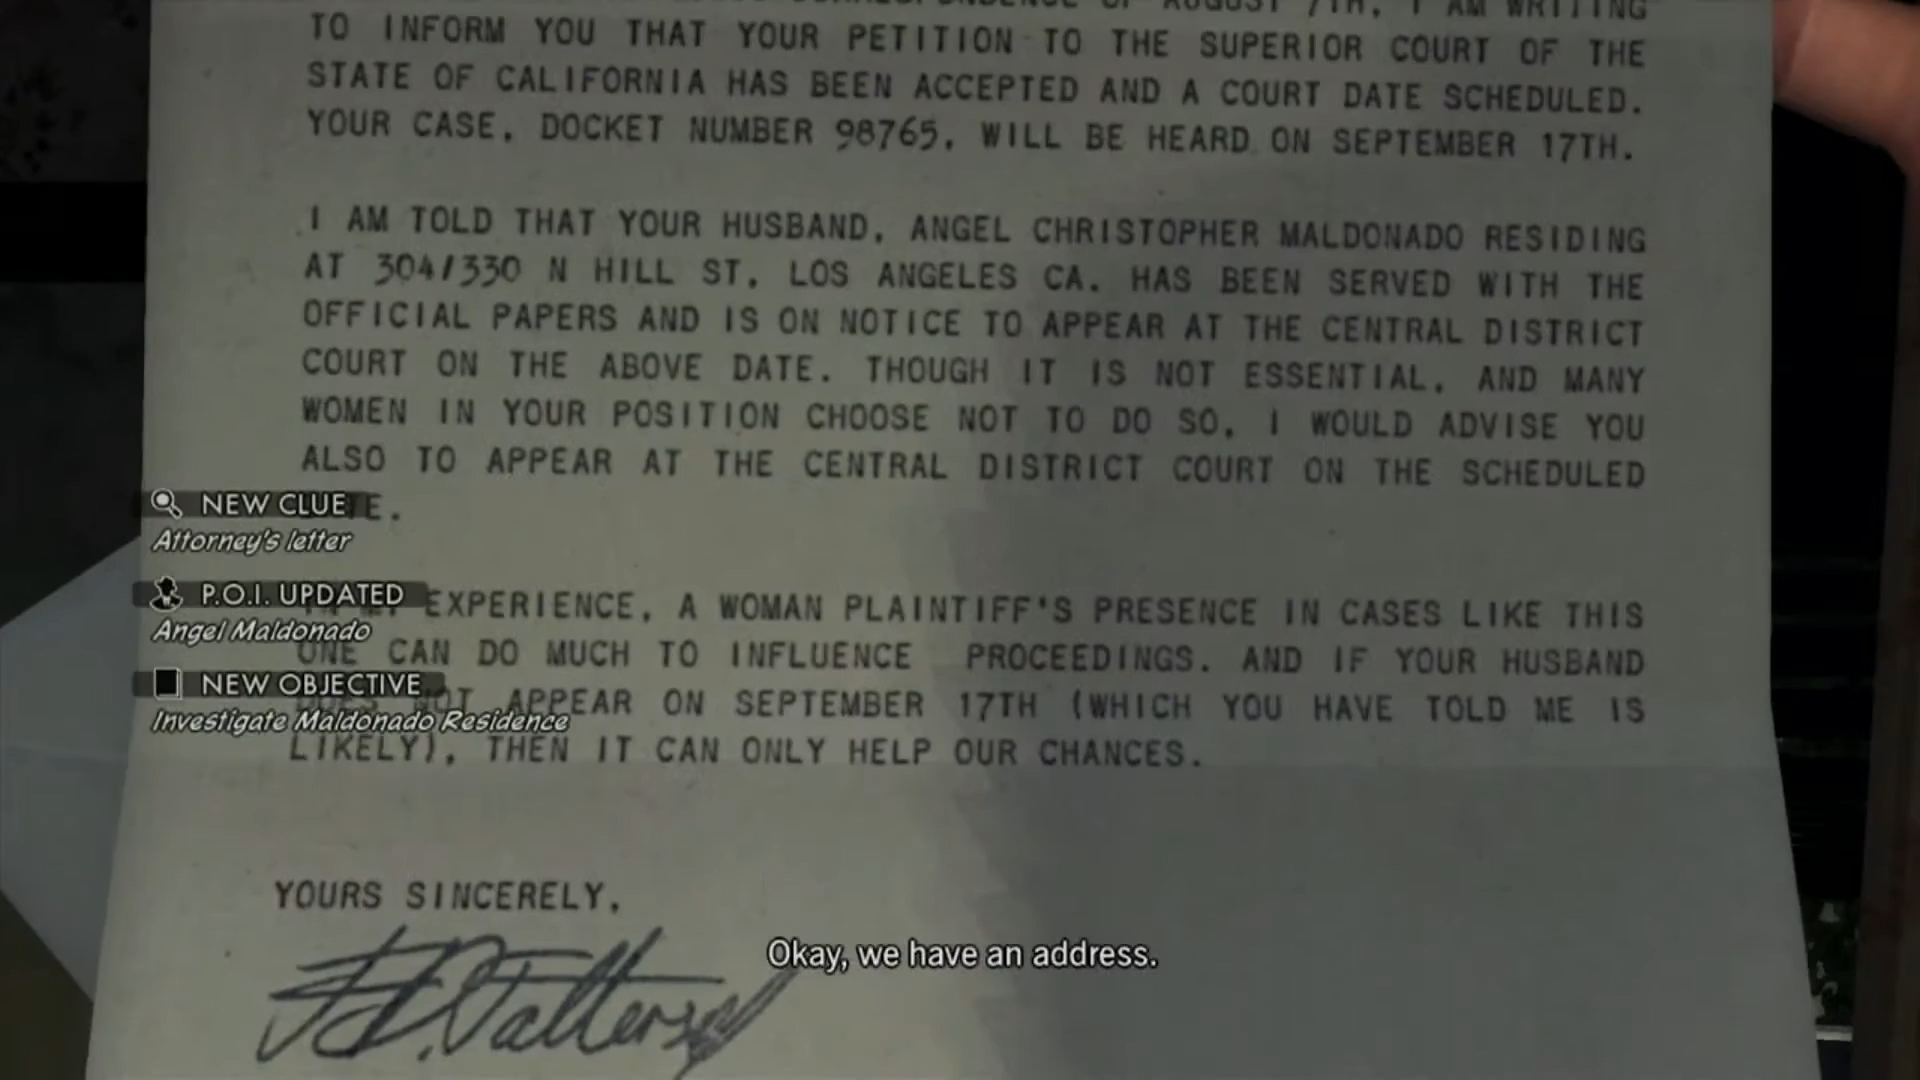 CORRESPONDENCE OF AUGUST 7TH, I AM WRITING
TO INFORM YOU THAT YOUR PETITION TO THE SUPERIOR COURT OF THE
STATE OF CALIFORNIA HAS BEEN ACCEPTED AND A COURT DATE SCHEDULED.
YOUR CASE, DOCKET NUMBER 98765, WILL BE HEARD ON SEPTEMBER 17TH.
I AM TOLD THAT YOUR HUSBAND, ANGEL CHRISTOPHER MALDONADO RESIDING
AT 304/330 N HILL ST, LOS ANGELES CA. HAS BEEN SERVED WITH THE
OFFICIAL PAPERS AND IS ON NOTICE TO APPEAR AT THE CENTRAL DISTRICT
COURT ON THE ABOVE DATE. THOUGH IT IS NOT ESSENTIAL, AND MANY
WOMEN IN YOUR POSITION CHOOSE NOT TO DO SO, I WOULD ADVISE YOU
ALSO TO APPEAR AT THE CENTRAL DISTRICT COURT ON THE SCHEDULED
NEW CLUE
Attorney's letter
P.O.I. UPDATED
Angel Maldonado
NEW OBJECTIVE
Investigate Maldonado Residence
EXPERIENCE, A WOMAN PLAINTIFF'S PRESENCE IN CASES LIKE THIS
ONE CAN DO MUCH TO INFLUENCE PROCEEDINGS. AND IF YOUR HUSBAND
NOT APPEAR ON SEPTEMBER 17TH (WHICH YOU HAVE TOLD ME IS
LIKELY), THEN IT CAN ONLY HELP OUR CHANCES.
YOURS SINCERELY,
Okay, we have an address.